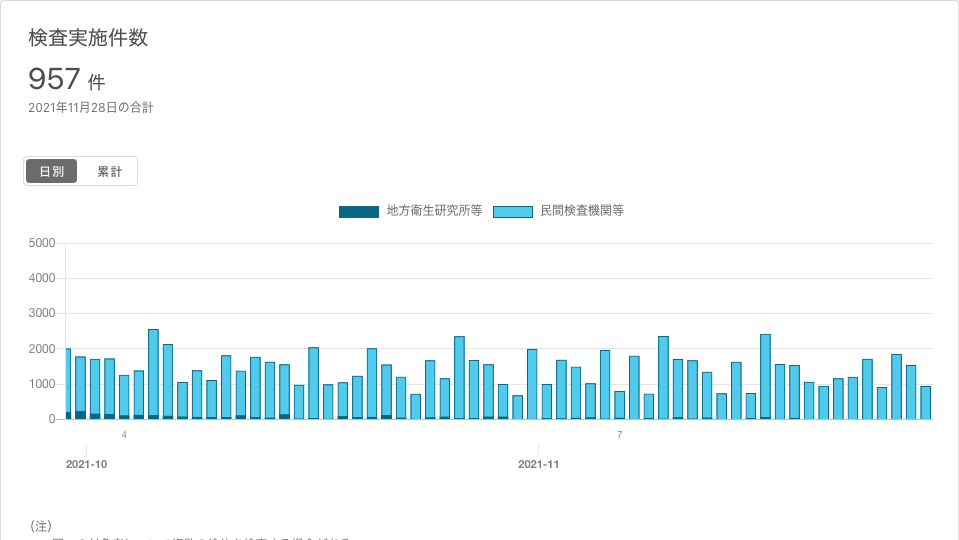 検査実施件数
957 件
2021年11月28日の合計
日別 累計
地方衛生研究所等 民間検査機関等
5000
4000
3000
2000
1000
0
4 7
2021-10 2021-11
（注）